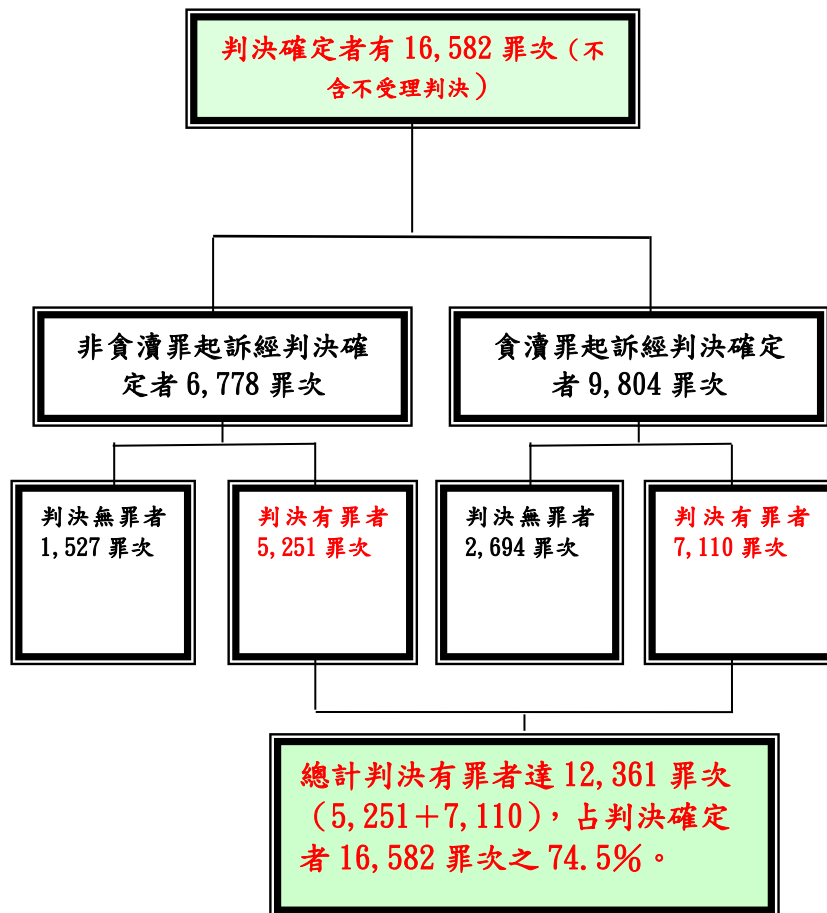 判決確定者有 16,582 罪次（不
含不受理判決）
非貪瀆罪起訴經判決確
定者 6,778 罪次
貪瀆罪起訴經判決確定
者 9,804 罪次
判決無罪者
1,527 罪次
判決有罪者
5,251 罪次
判決無罪者
2,694 罪次
判決有罪者
7,110 罪次
總計判決有罪者達 12,361 罪次
（5,251＋7,110），占判決確定
者 16,582 罪次之 74.5％。